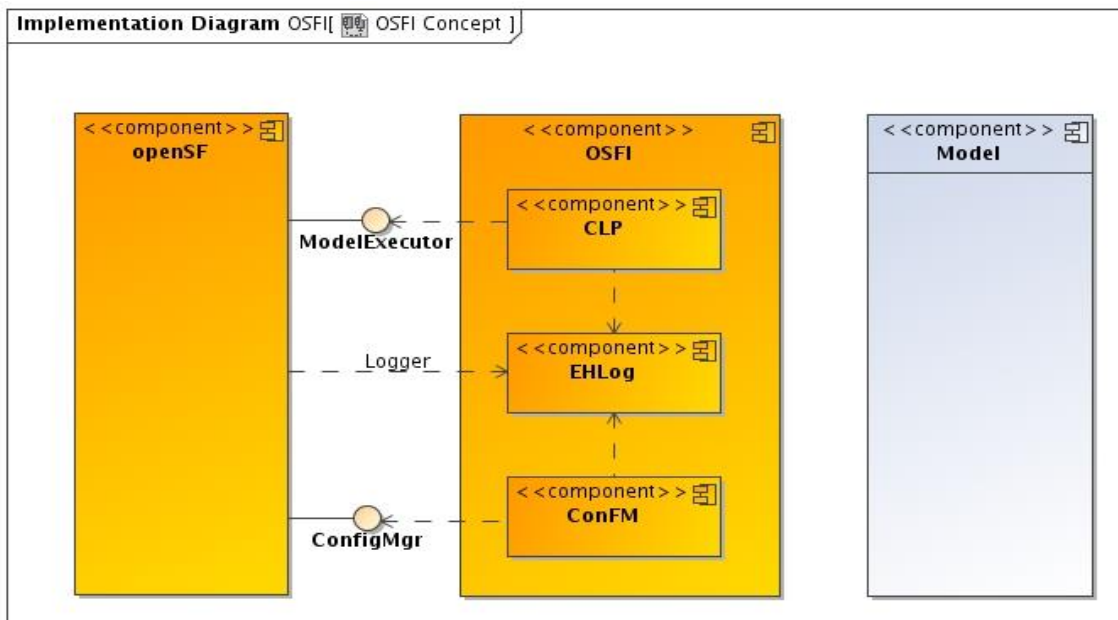 Implementation Diagram OSFI[ OSFI Concept ]
< <component> >
openSF
< <component> >
OSFI
< <component> >
Model
< <component> >
CLP
ModelExecutor
< <component> >
EHLog
Logger
< <component> >
ConFM
ConfigMgr